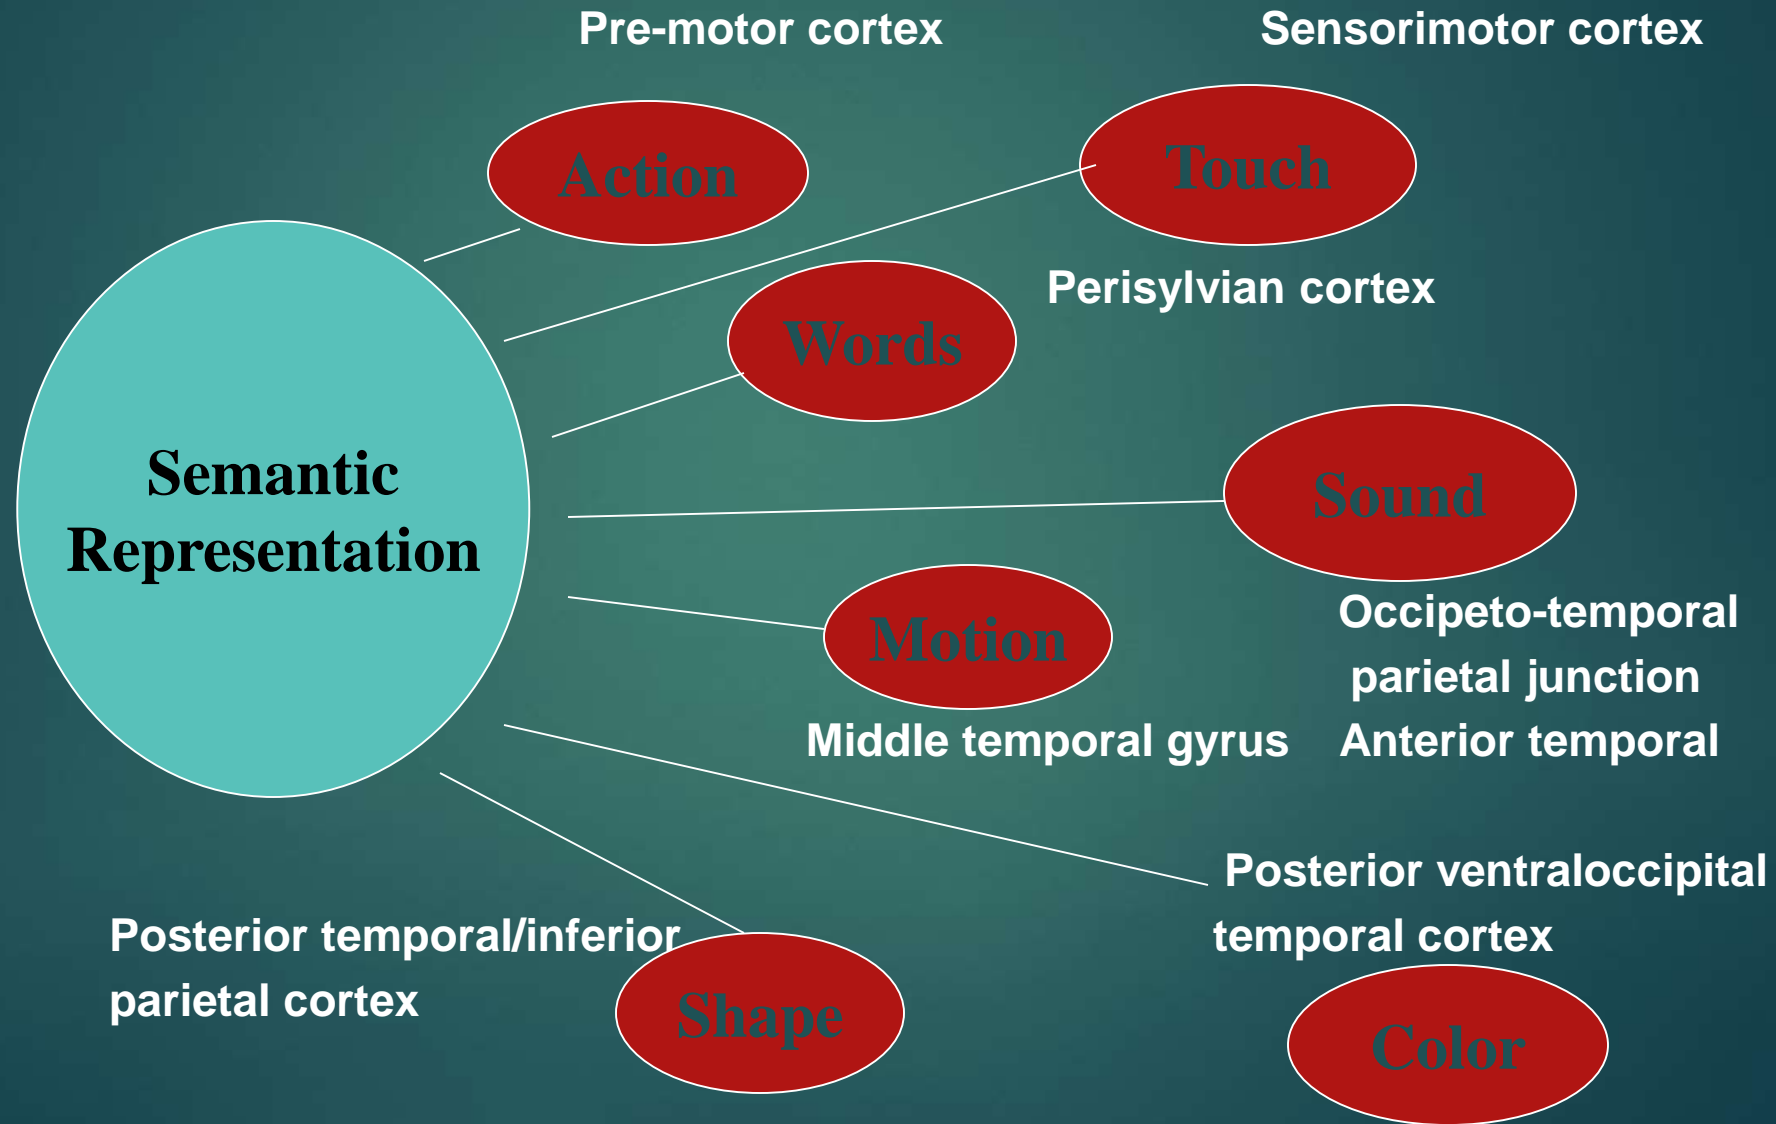 Pre-motor cortex
Sensorimotor cortex
Action
Touch
Perisylvian cortex
Words
Semantic
Representation
Sound
Motion
Occipeto-temporal
parietal junction
Middle temporal gyrus
Anterior temporal
Posterior ventraloccipital
temporal cortex
Posterior temporal/inferior
parietal cortex
Shape
Color